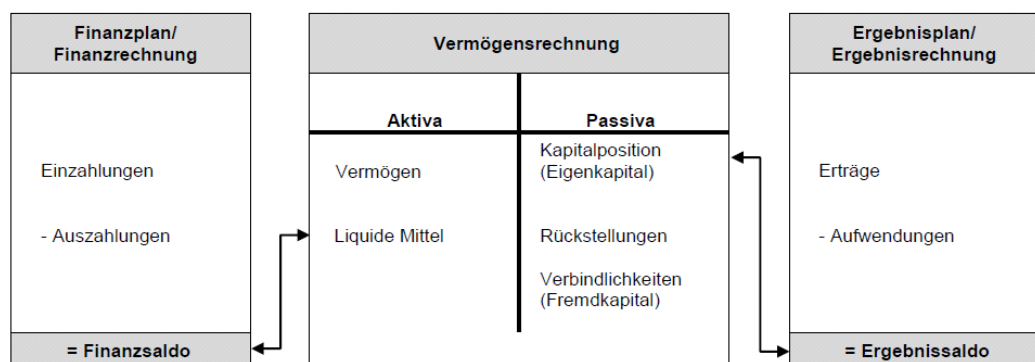 Finanzplan/
Finanzrechnung
Einzahlungen
- Auszahlungen
= Finanzsaldo
Vermögensrechnung
Aktiva
Passiva
Vermögen
Liquide Mittel
Kapitalposition
(Eigenkapital)
Rückstellungen
Verbindlichkeiten
(Fremdkapital)
Ergebnisplan/
Ergebnisrechnung
Erträge
- Aufwendungen
= Ergebnissaldo